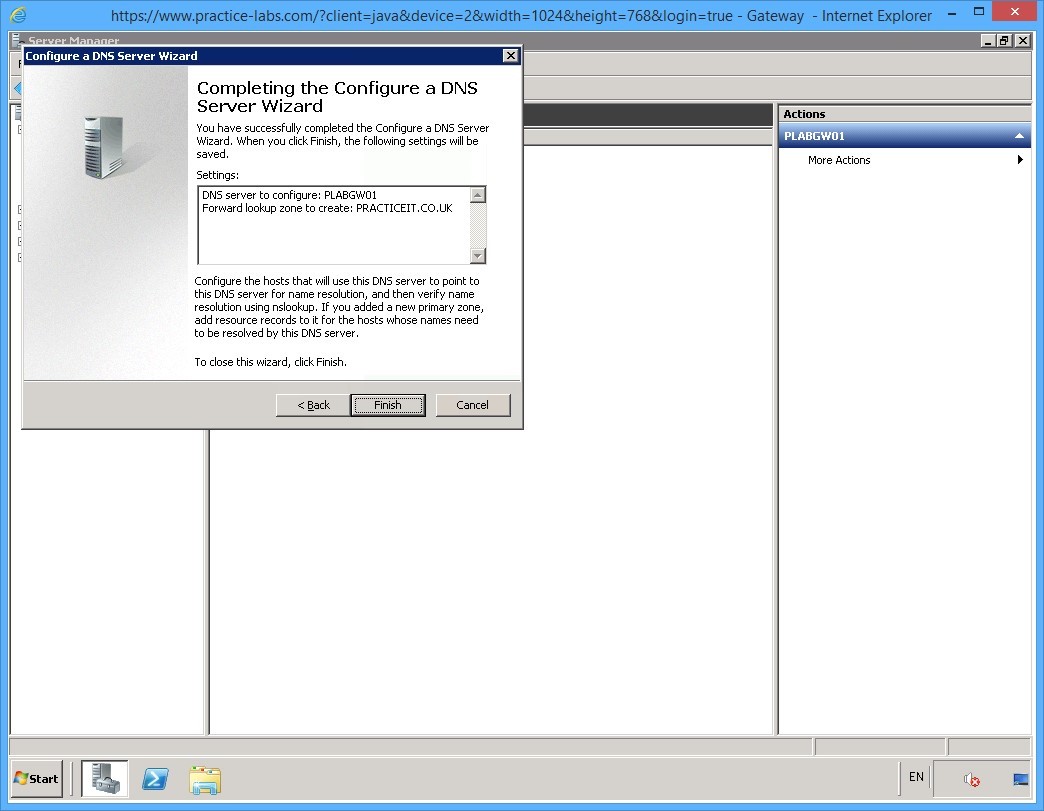 https://www.practice-labs.com/?client=java&device=2&width=1024&height=768&login=true - Gateway - Internet Explorer
Server Manager
Configure a DNS Server Wizard
Completing the Configure a DNS
Server Wizard
You have successfully completed the Configure a DNS Server
Wizard. When you click Finish, the following settings will be
saved.
Settings:
DNS server to configure: PLABGW01
Forward lookup zone to create: PRACTICEIT.CO.UK
Configure the hosts that will use this DNS server to point to
this DNS server for name resolution, and then verify name
resolution using nslookup. If you added a new primary zone,
add resource records to it for the hosts whose names need
to be resolved by this DNS server.
To close this wizard, click Finish.
< Back
Finish
Cancel
Actions
PLABGW01
More Actions
Start
EN